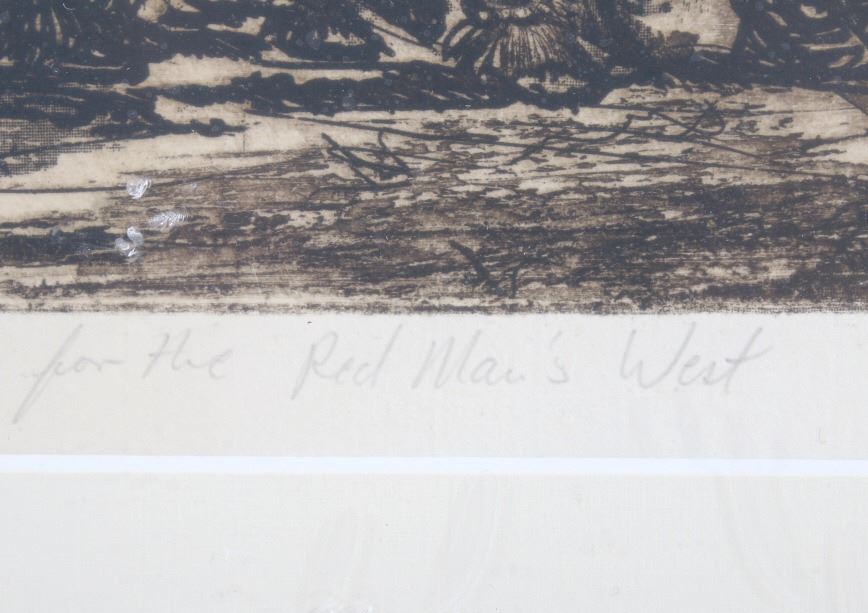 for the Red Man's West